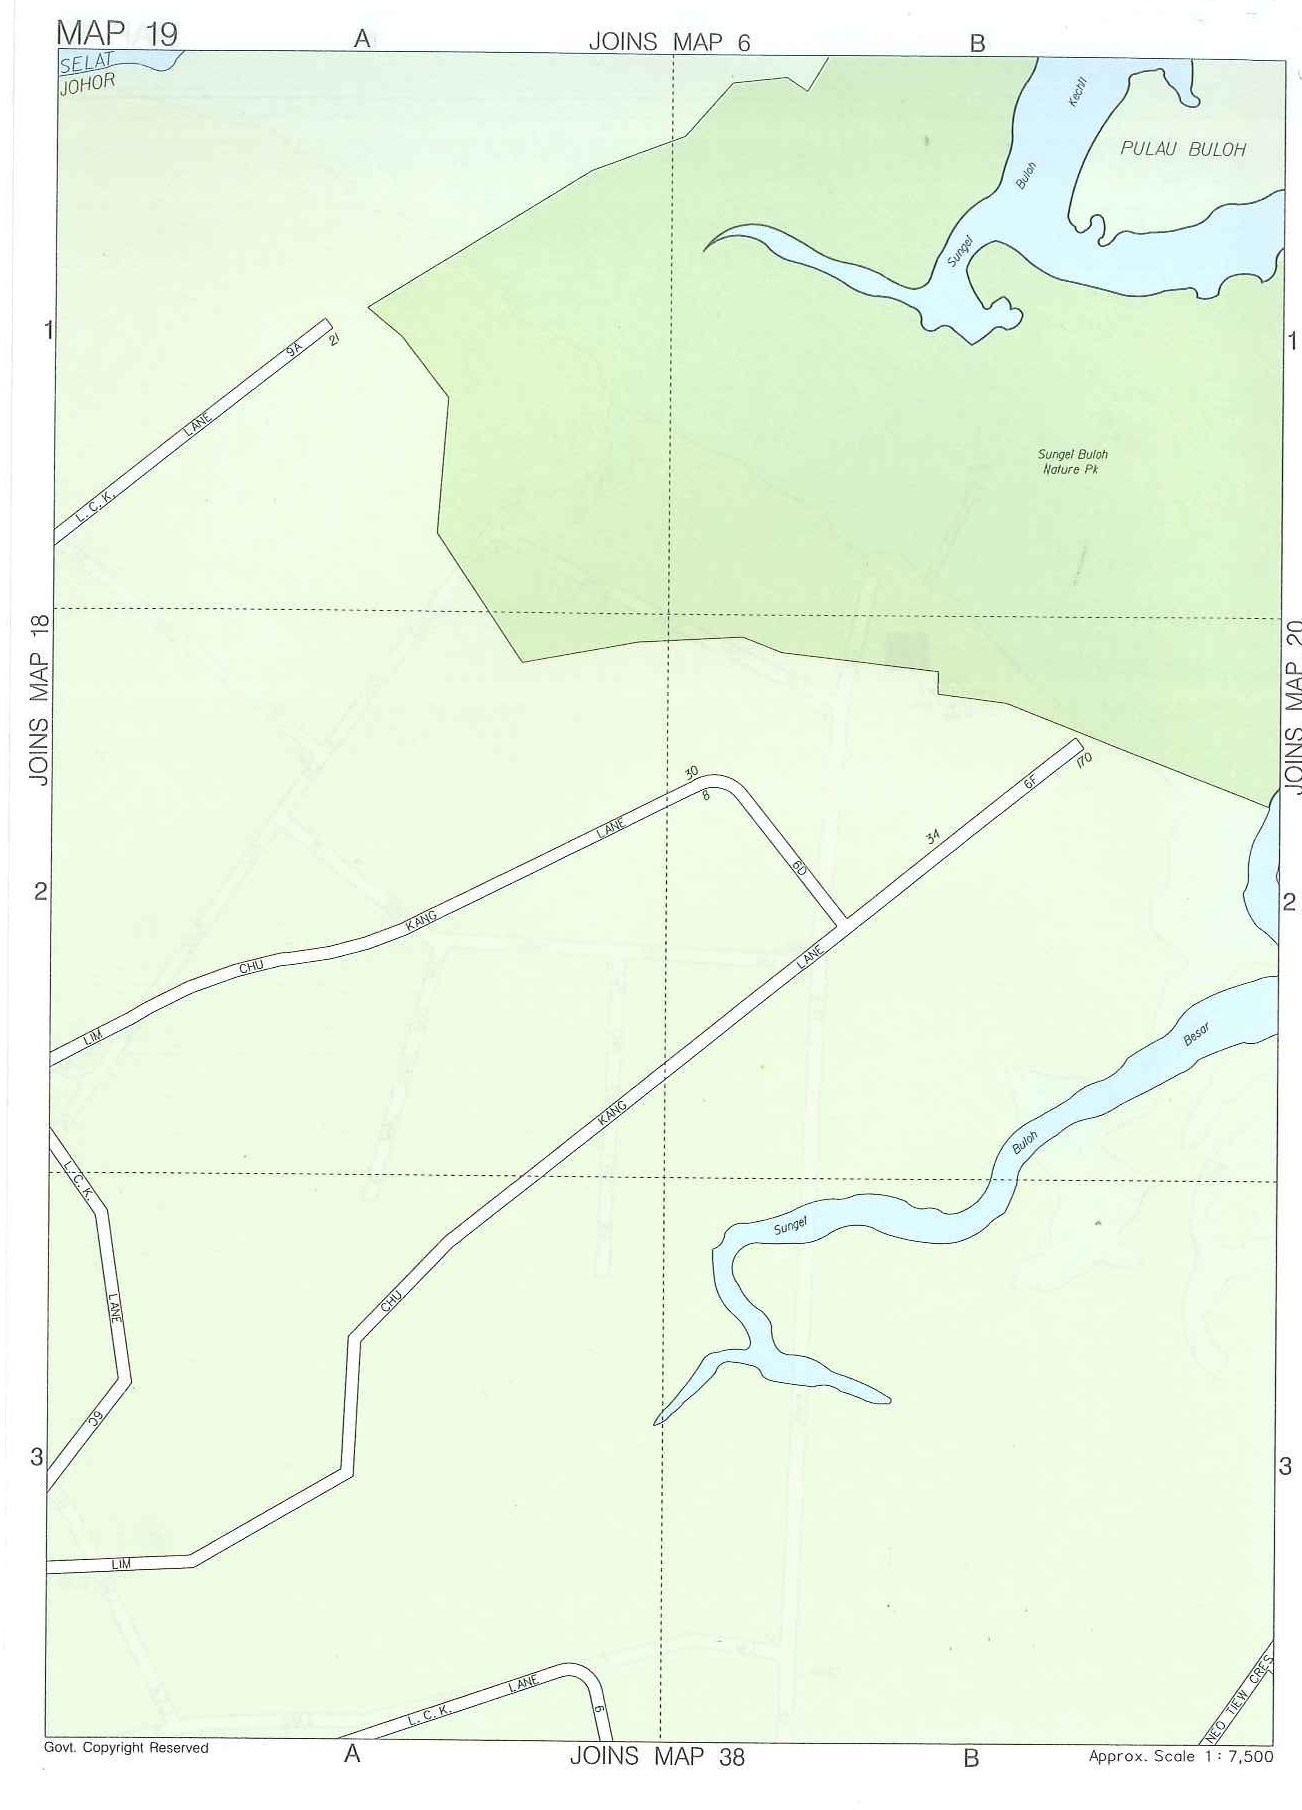 MAP 19
A
JOINS MAP 6
B
SELAT
JOHOR
Kechil
Buloh
Sungei
PULAU BULOH
1
1
9A
21
LANE
L. C. K.
Sungei Buloh
Nature Pk
JOINS MAP 18
JOINS MAP 20
30
8
LANE
6D
KANG
CHU
LIM
170
6F
34
LANE
KANG
CHU
LIM
2
2
Besar
Buloh
Sungei
L. C. K.
LANE
6C
3
3
L. C. K.
LANE
6
NEO TIEW CRES
Govt. Copyright Reserved
A
JOINS MAP 38
B
Approx. Scale 1 : 7,500